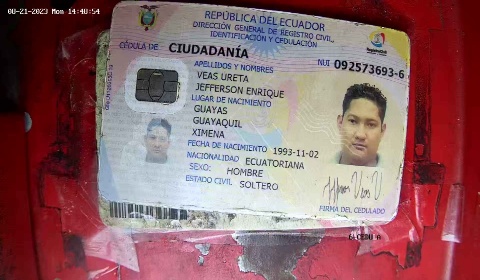 08-21-2023 Mon 14:48:54
REPÚBLICA DEL ECUADOR
DIRECCIÓN GENERAL DE REGISTRO CIVIL,
IDENTIFICACIÓN Y CEDULACIÓN
CÉDULA DE CIUDADANÍA
NUI 092573693-6
APELLIDOS Y NOMBRES
VEAS URETA
JEFFERSON ENRIQUE
LUGAR DE NACIMIENTO
GUAYAS
GUAYAQUIL
XIMENA
FECHA DE NACIMIENTO 1993-11-02
NACIONALIDAD ECUATORIANA
SEXO: HOMBRE
ESTADO CIVIL SOLTERO
FIRMA DEL CEDULADO